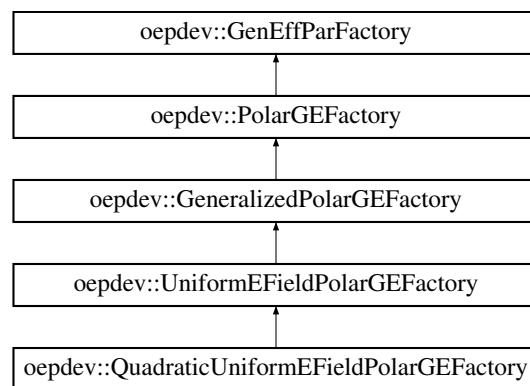 oepdev::GenEffParFactory
oepdev::PolarGEFactory
oepdev::GeneralizedPolarGEFactory
oepdev::UniformEFieldPolarGEFactory
oepdev::QuadraticUniformEFieldPolarGEFactory